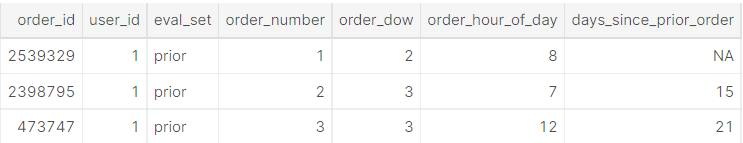 order_id user_id eval_set order_number order_dow order_hour_of_day days_since_prior_order
2539329 1 prior 1 2 8 NA
2398795 1 prior 2 3 7 15
473747 1 prior 3 3 12 21